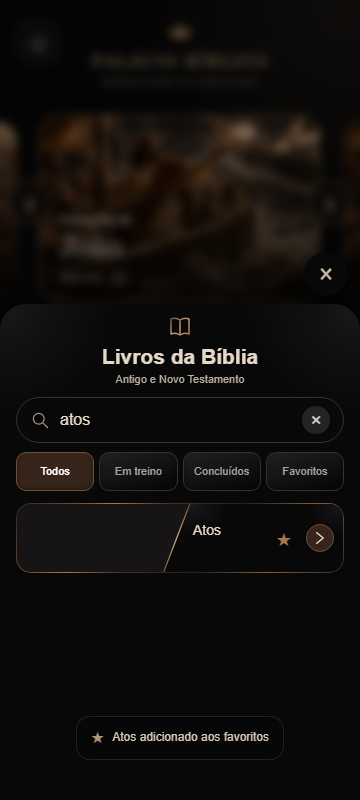 Livros da Bíblia
Antigo e Novo Testamento
atos
Todos
Em treino
Concluídos
Favoritos
Atos
Atos adicionado aos favoritos